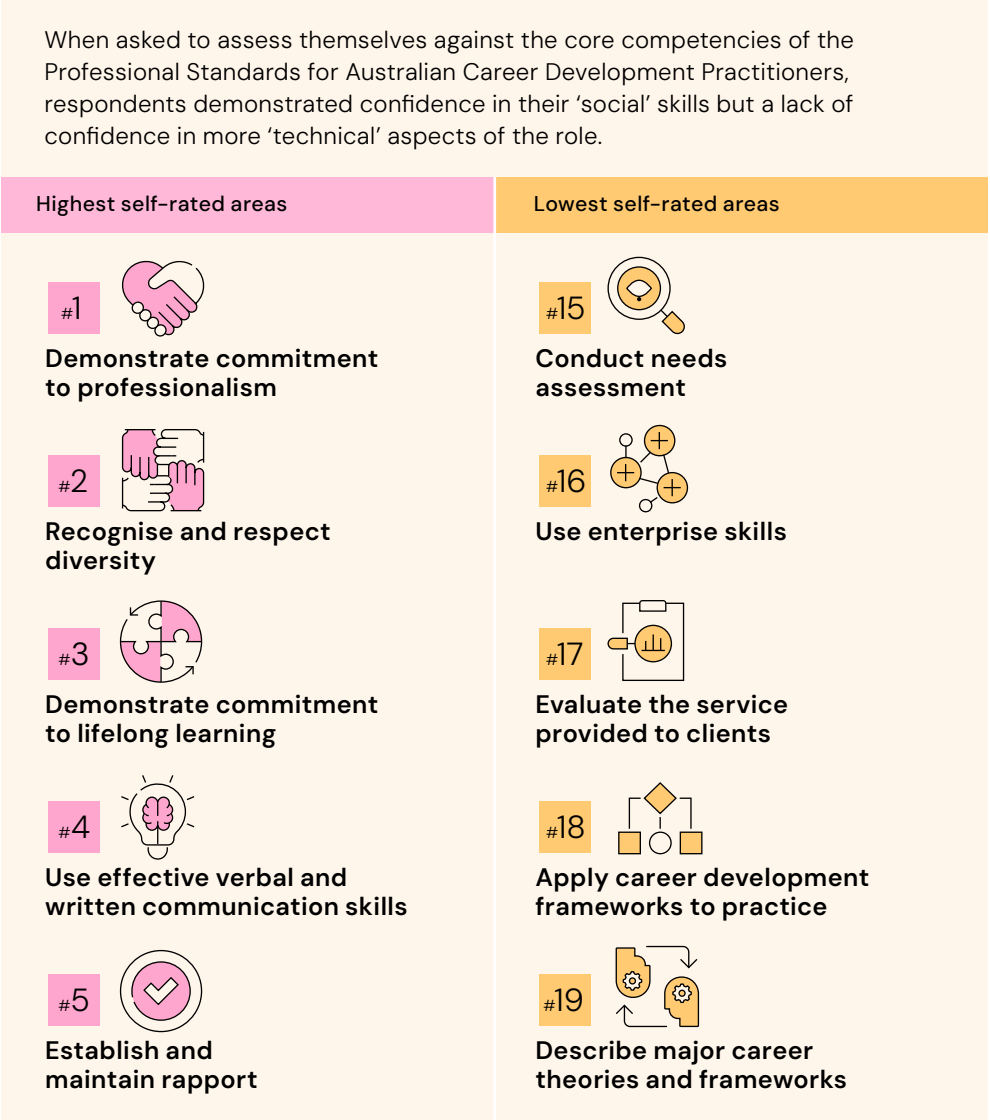 When asked to assess themselves against the core competencies of the
Professional Standards for Australian Career Development Practitioners,
respondents demonstrated confidence in their ‘social’ skills but a lack of
confidence in more ‘technical’ aspects of the role.
Highest self-rated areas
#1
Demonstrate commitment
to professionalism
#2
Recognise and respect
diversity
#3
Demonstrate commitment
to lifelong learning
#4
Use effective verbal and
written communication skills
#5
Establish and
maintain rapport
Lowest self-rated areas
#15
Conduct needs
assessment
#16
Use enterprise skills
#17
Evaluate the service
provided to clients
#18
Apply career development
frameworks to practice
#19
Describe major career
theories and frameworks